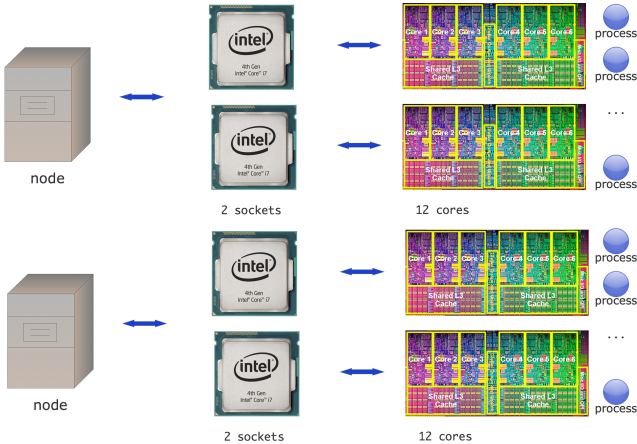 intel
4th Gen
Intel® Core™ i7
Core 1 Core 2 Core 3 Core 4 Core 5 Core 6
Shared L3
Cache
Shared L3
Cache
process
process
...
node
intel
4th Gen
Intel® Core™ i7
Core 1 Core 2 Core 3 Core 4 Core 5 Core 6
Shared L3
Cache
Shared L3
Cache
process
2 sockets
12 cores
intel
4th Gen
Intel® Core™ i7
Core 1 Core 2 Core 3 Core 4 Core 5 Core 6
Shared L3
Cache
Shared L3
Cache
process
process
...
node
intel
4th Gen
Intel® Core™ i7
Core 1 Core 2 Core 3 Core 4 Core 5 Core 6
Shared L3
Cache
Shared L3
Cache
process
2 sockets
12 cores